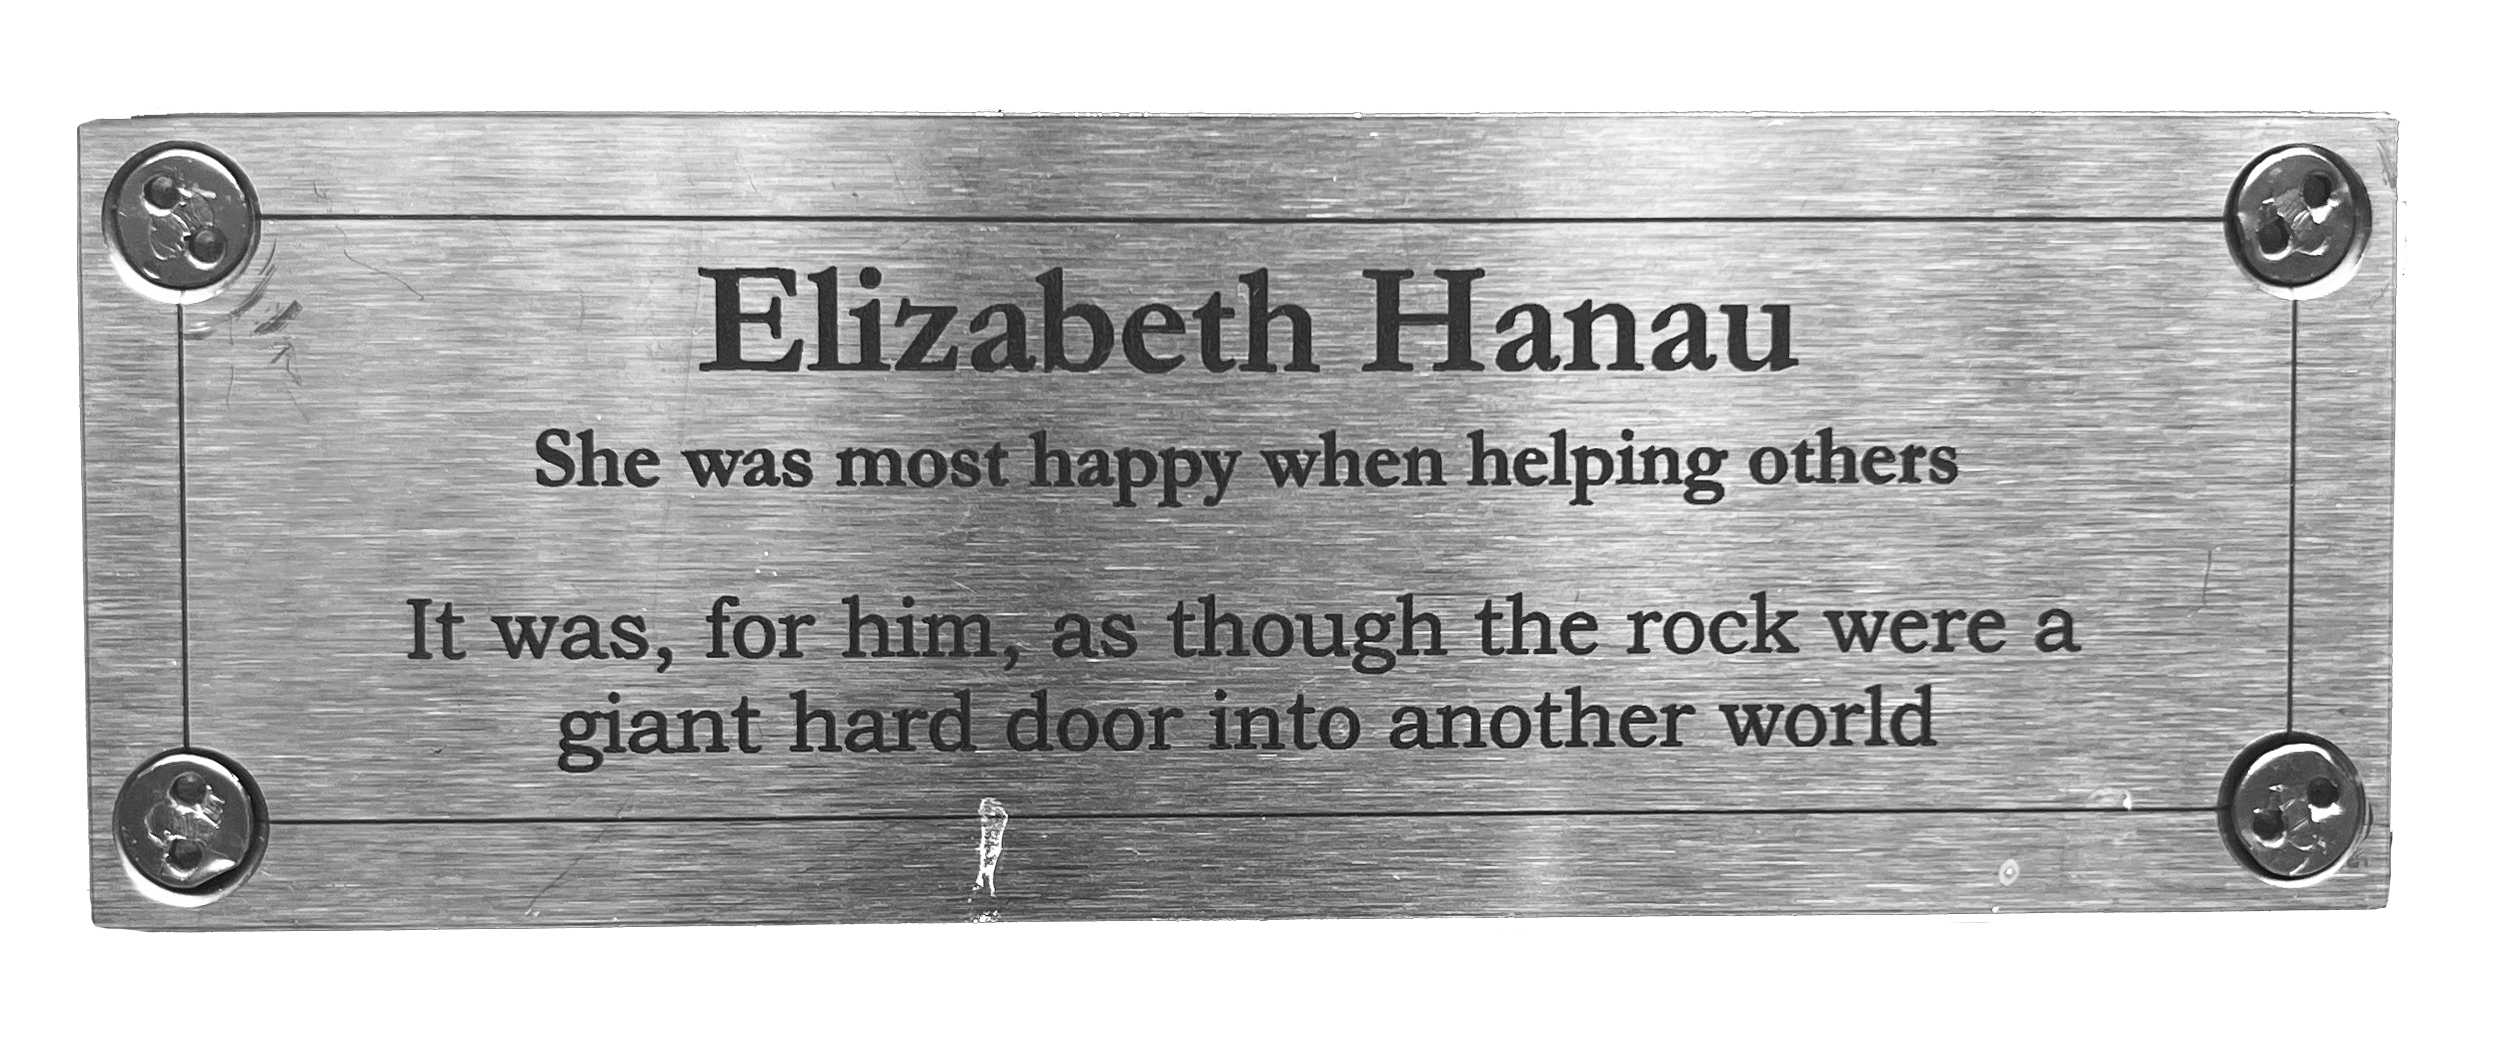 Elizabeth Hanau
She was most happy when helping others
It was, for him, as though the rock were a
giant hard door into another world